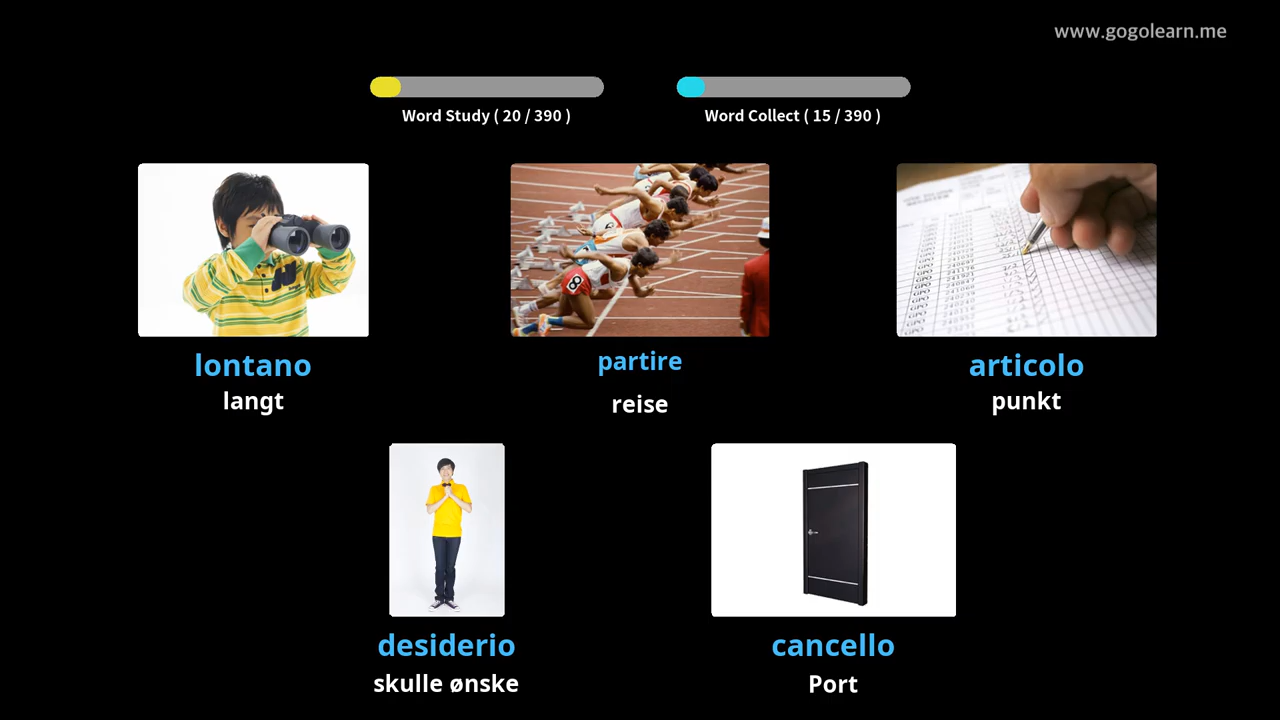 www.gogolearn.me
Word Study ( 20 / 390 )
Word Collect ( 15 / 390 )
lontano
langt
partire
reise
articolo
punkt
desiderio
skulle ønske
cancello
Port